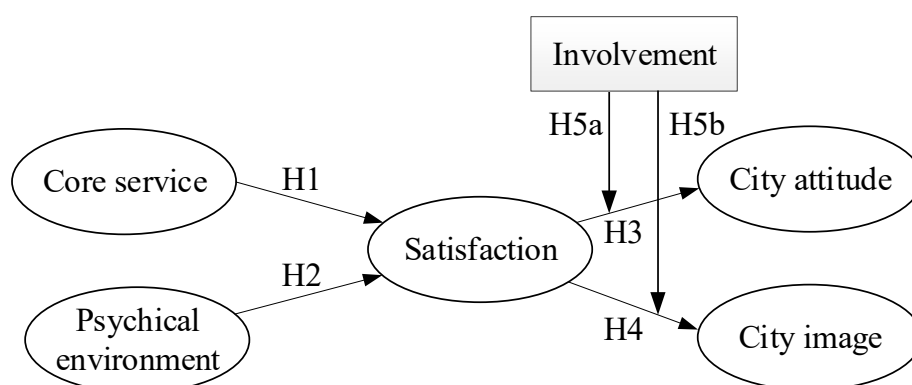 Involvement
H5a
H5b
Core service
H1
City attitude
H3
Satisfaction
H2
Psychical
environment
H4
City image